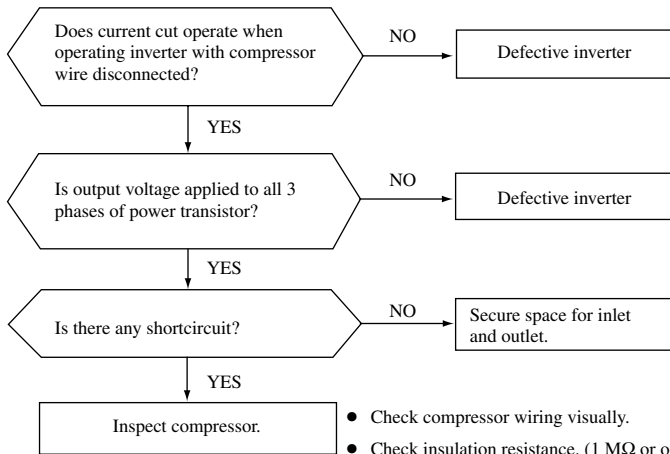 Does current cut operate when
operating inverter with compressor
wire disconnected?
NO
Defective inverter
YES
Is output voltage applied to all 3
phases of power transistor?
NO
Defective inverter
YES
Is there any shortcircuit?
NO
Secure space for inlet
and outlet.
YES
Inspect compressor.
● Check compressor wiring visually.
● Check insulation resistance. (1 MΩ or